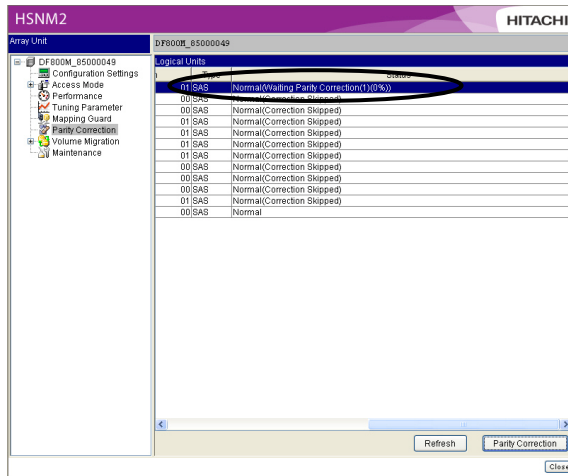 HSNM2
HITACHI
Array Unit
DF800M_85000049
DF800M_85000049
Configuration Settings
Access Mode
Performance
Tuning Parameter
Mapping Guard
Parity Correction
Volume Migration
Maintenance
Logical Units
Type Status
01 SAS Normal(Waiting Parity Correction(1)(0%))
00 SAS Normal(Correction Skipped)
01 SAS Normal(Correction Skipped)
00 SAS Normal(Correction Skipped)
01 SAS Normal(Correction Skipped)
01 SAS Normal(Correction Skipped)
01 SAS Normal(Correction Skipped)
00 SAS Normal(Correction Skipped)
00 SAS Normal(Correction Skipped)
00 SAS Normal(Correction Skipped)
01 SAS Normal(Correction Skipped)
00 SAS Normal
Refresh Parity Correction
Close